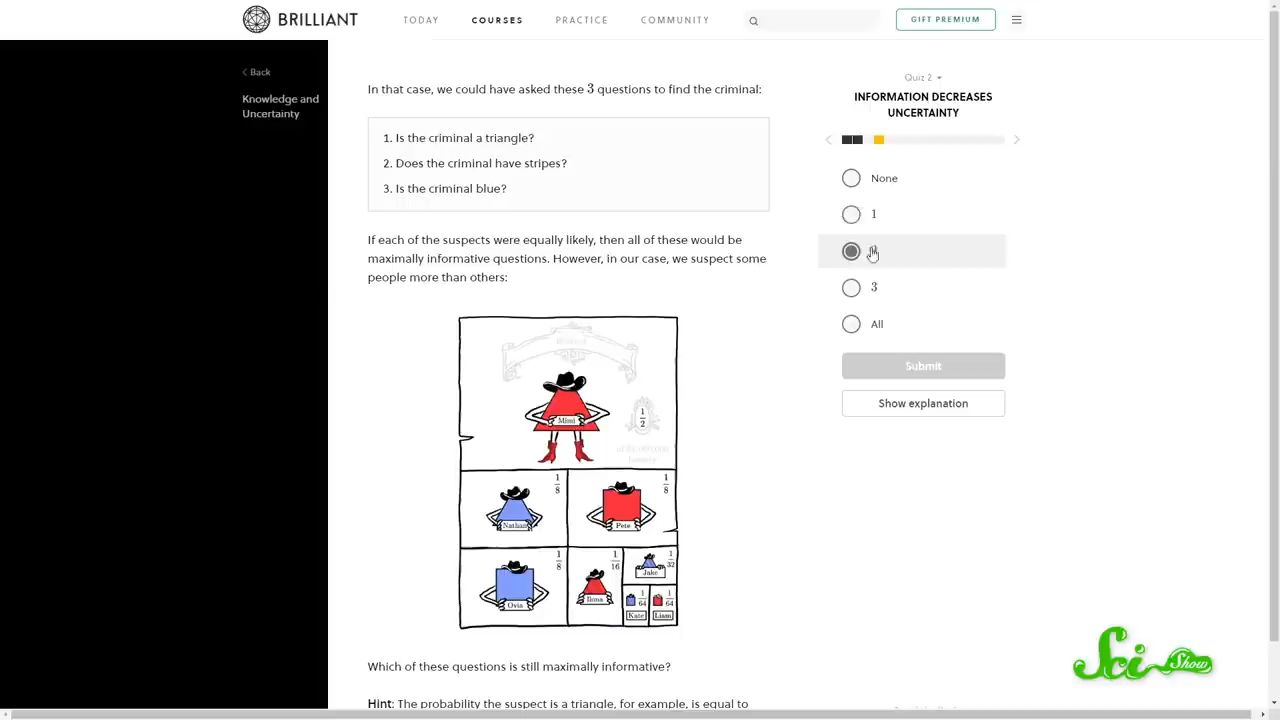 BRILLIANT
TODAY COURSES PRACTICE COMMUNITY
GIFT PREMIUM
Back
Knowledge and
Uncertainty
In that case, we could have asked these 3 questions to find the criminal:
1. Is the criminal a triangle?
2. Does the criminal have stripes?
3. Is the criminal blue?
If each of the suspects were equally likely, then all of these would be
maximally informative questions. However, in our case, we suspect some
people more than others:
Mimi
1/2
Nathan
1/8
Pete
1/8
Ovia
1/8
Ilona
1/16
Jake
1/32
Kate
1/64
Liam
1/64
Which of these questions is still maximally informative?
Hint: The probability the suspect is a triangle, for example, is equal to
Quiz 2
INFORMATION DECREASES
UNCERTAINTY
None
1
3
All
Submit
Show explanation
SciShow